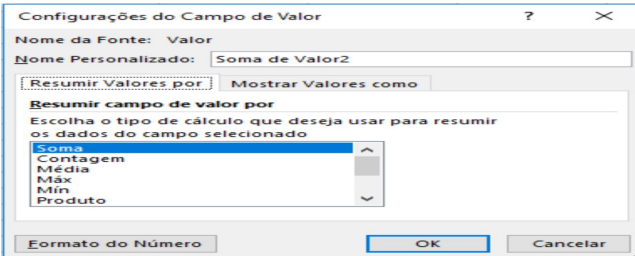 Configurações do Campo de Valor ? ×
Nome da Fonte: Valor
Nome Personalizado: Soma de Valor2
Resumir Valores por Mostrar Valores como
Resumir campo de valor por
Escolha o tipo de cálculo que deseja usar para resumir
os dados do campo selecionado
Soma
Contagem
Média
Máx
Mín
Produto
Formato do Número OK Cancelar